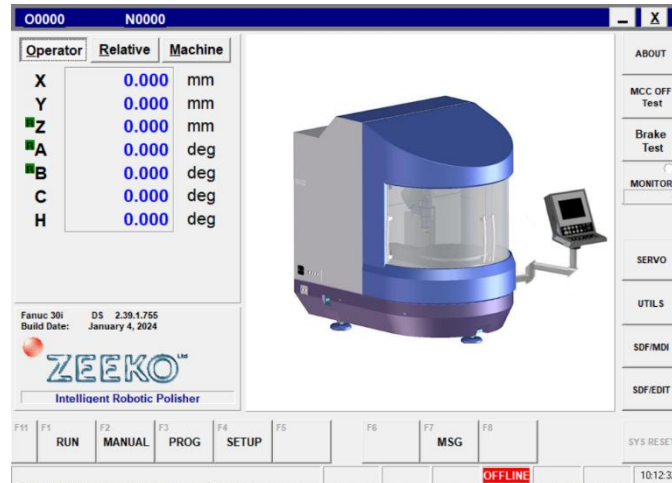 O0000 N0000
X
Operator Relative Machine
X 0.000 mm
Y 0.000 mm
Z 0.000 mm
A 0.000 deg
B 0.000 deg
C 0.000 deg
H 0.000 deg
Fanuc 30i DS 2.39.1.755
Build Date: January 4, 2024
ZEEKO™
Intelligent Robotic Polisher
ABOUT
MCC OFF
Test
Brake
Test
MONITOR
SERVO
UTILS
SDF/MDI
SDF/EDIT
SYS RESET
F11 F1 F2 F3 F4 F5 F6 F7 F8
RUN MANUAL PROG SETUP MSG
OFFLINE